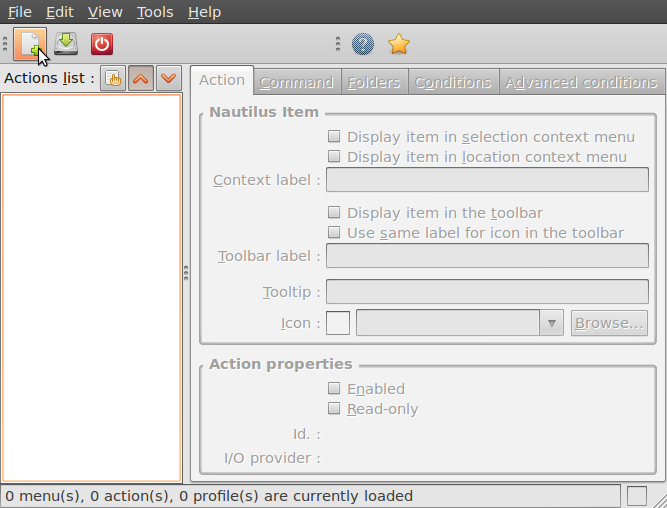 File Edit View Tools Help
Actions list :
Action Command Folders Conditions Advanced conditions
Nautilus Item
Display item in selection context menu
Display item in location context menu
Context label :
Display item in the toolbar
Use same label for icon in the toolbar
Toolbar label :
Tooltip :
Icon : Browse...
Action properties
Enabled
Read-only
Id. :
I/O provider :
0 menu(s), 0 action(s), 0 profile(s) are currently loaded